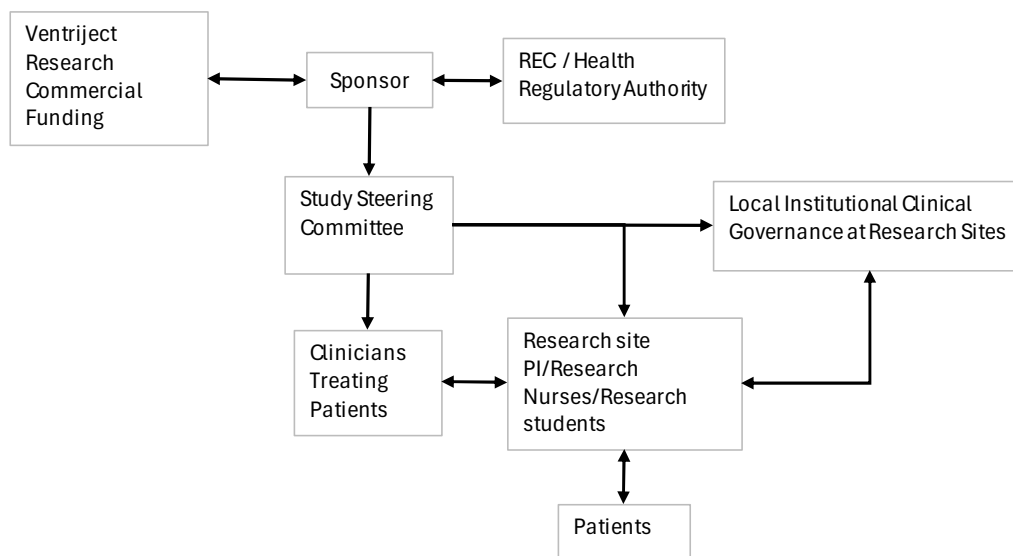 Ventriject
Research
Commercial
Funding
Sponsor
REC / Health
Regulatory Authority
Study Steering
Committee
Local Institutional Clinical
Governance at Research Sites
Clinicians
Treating
Patients
Research site
PI/Research
Nurses/Research
students
Patients